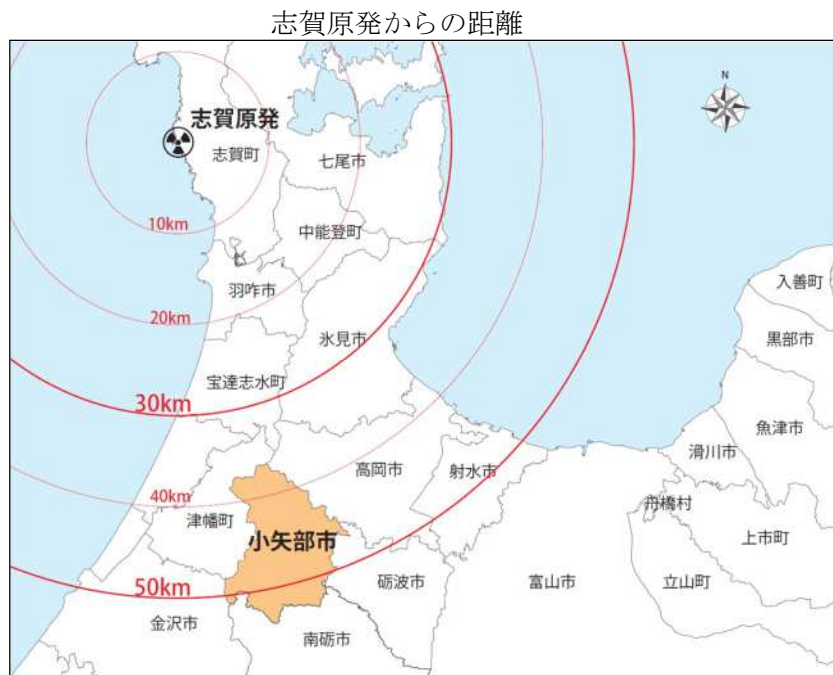 志賀原発からの距離
N
志賀原発
志賀町
七尾市
10km
中能登町
入善町
羽咋市
20km
氷見市
黒部市
宝達志水町
30km
魚津市
滑川市
高岡市
射水市
40km
舟橋村
津幡町
上市町
小矢部市
50km
砺波市
富山市
立山町
金沢市
南砺市